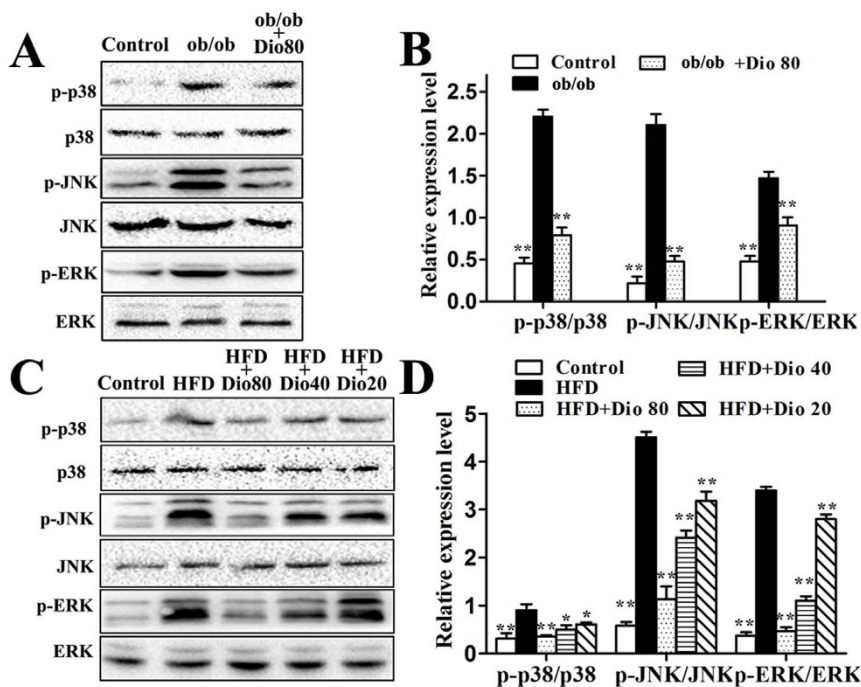 A
Control ob/ob ob/ob + Dio80
p-p38
p38
p-JNK
JNK
p-ERK
ERK
B
Control ob/ob +Dio 80
ob/ob
Relative expression level
2.5
2.0
1.5
1.0
0.5
0.0
** ** ** ** ** **
p-p38/p38 p-JNK/JNK p-ERK/ERK
C
Control HFD HFD + Dio80 HFD + Dio40 HFD + Dio20
p-p38
p38
p-JNK
JNK
p-ERK
ERK
D
Control HFD+Dio 40
HFD
HFD+Dio 80 HFD+Dio 20
Relative expression level
5
4
3
2
1
0
** ** * * ** ** ** ** ** ** ** **
p-p38/p38 p-JNK/JNK p-ERK/ERK